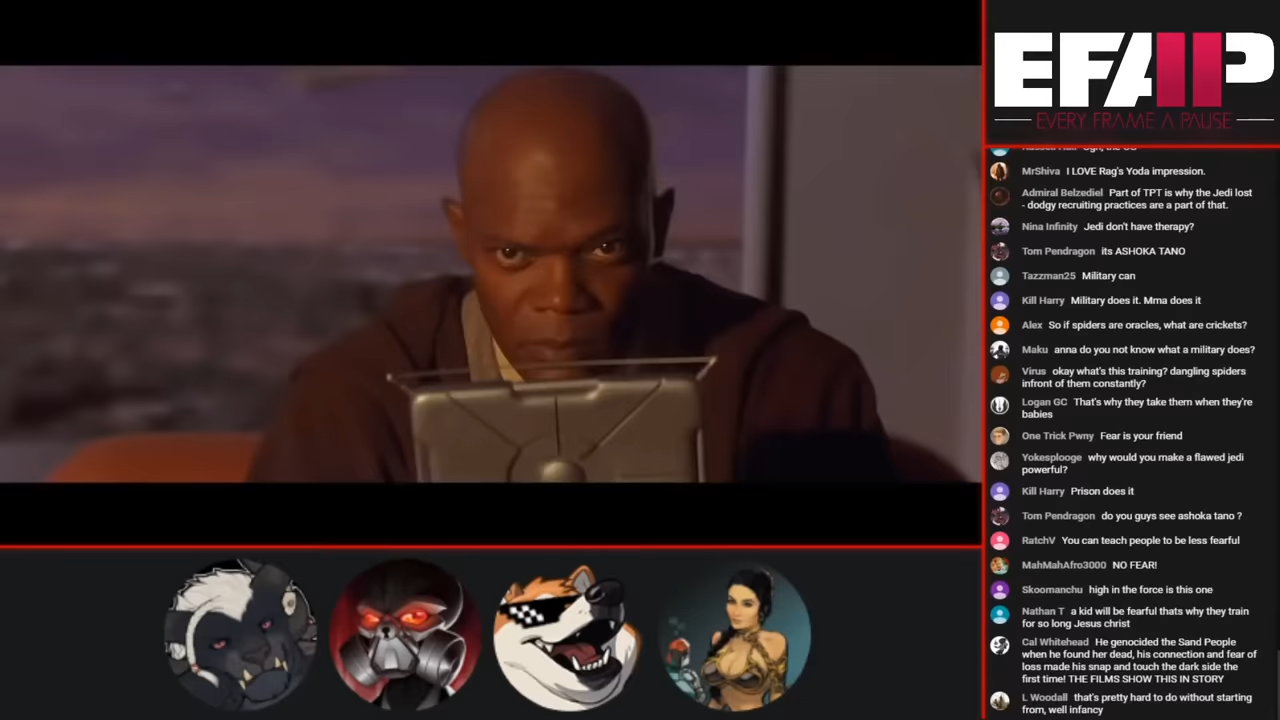 EFAP
EVERY FRAME A PAUSE
MrShiva I LOVE Rag's Yoda impression.
Admiral Belzediel Part of TPT is why the Jedi lost
- dodgy recruiting practices are a part of that.
Nina Infinity Jedi don't have therapy?
Tom Pendragon its ASHOKA TANO
Tazzman25 Military can
Kill Harry Military does it. Mma does it
Alex So if spiders are oracles, what are crickets?
Maku anna do you not know what a military does?
Virus okay what's this training? dangling spiders
infront of them constantly?
Logan GC That's why they take them when they're
babies
One Trick Pwny Fear is your friend
Yokesplooge why would you make a flawed jedi
powerful?
Kill Harry Prison does it
Tom Pendragon do you guys see ashoka tano ?
RatchV You can teach people to be less fearful
MahMahAfro3000 NO FEAR!
Skoomanchu high in the force is this one
Nathan T a kid will be fearful thats why they train
for so long Jesus christ
Cal Whitehead He genocided the Sand People
when he found her dead, his connection and fear of
loss made his snap and touch the dark side the
first time! THE FILMS SHOW THIS IN STORY
L Woodall that's pretty hard to do without starting
from, well infancy